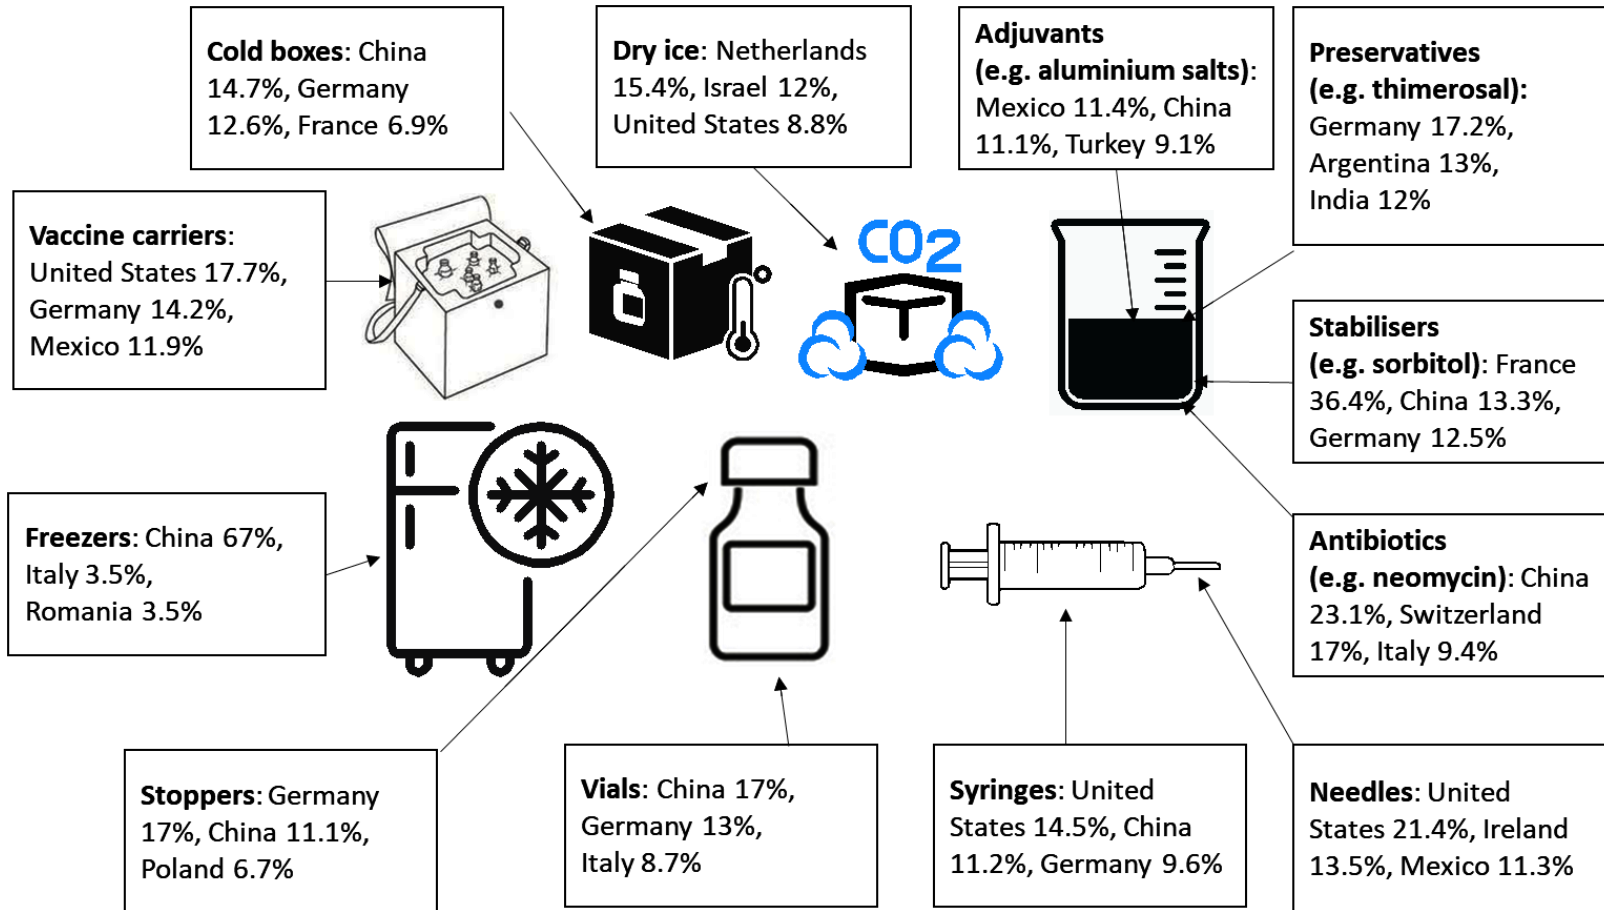 Cold boxes: China
14.7%, Germany
12.6%, France 6.9%
Dry ice: Netherlands
15.4%, Israel 12%,
United States 8.8%
Adjuvants
(e.g. aluminium salts):
Mexico 11.4%, China
11.1%, Turkey 9.1%
Preservatives
(e.g. thimerosal):
Germany 17.2%,
Argentina 13%,
India 12%
Vaccine carriers:
United States 17.7%,
Germany 14.2%,
Mexico 11.9%
CO2
Stabilisers
(e.g. sorbitol): France
36.4%, China 13.3%,
Germany 12.5%
Freezers: China 67%,
Italy 3.5%,
Romania 3.5%
Antibiotics
(e.g. neomycin): China
23.1%, Switzerland
17%, Italy 9.4%
Stoppers: Germany
17%, China 11.1%,
Poland 6.7%
Vials: China 17%,
Germany 13%,
Italy 8.7%
Syringes: United
States 14.5%, China
11.2%, Germany 9.6%
Needles: United
States 21.4%, Ireland
13.5%, Mexico 11.3%